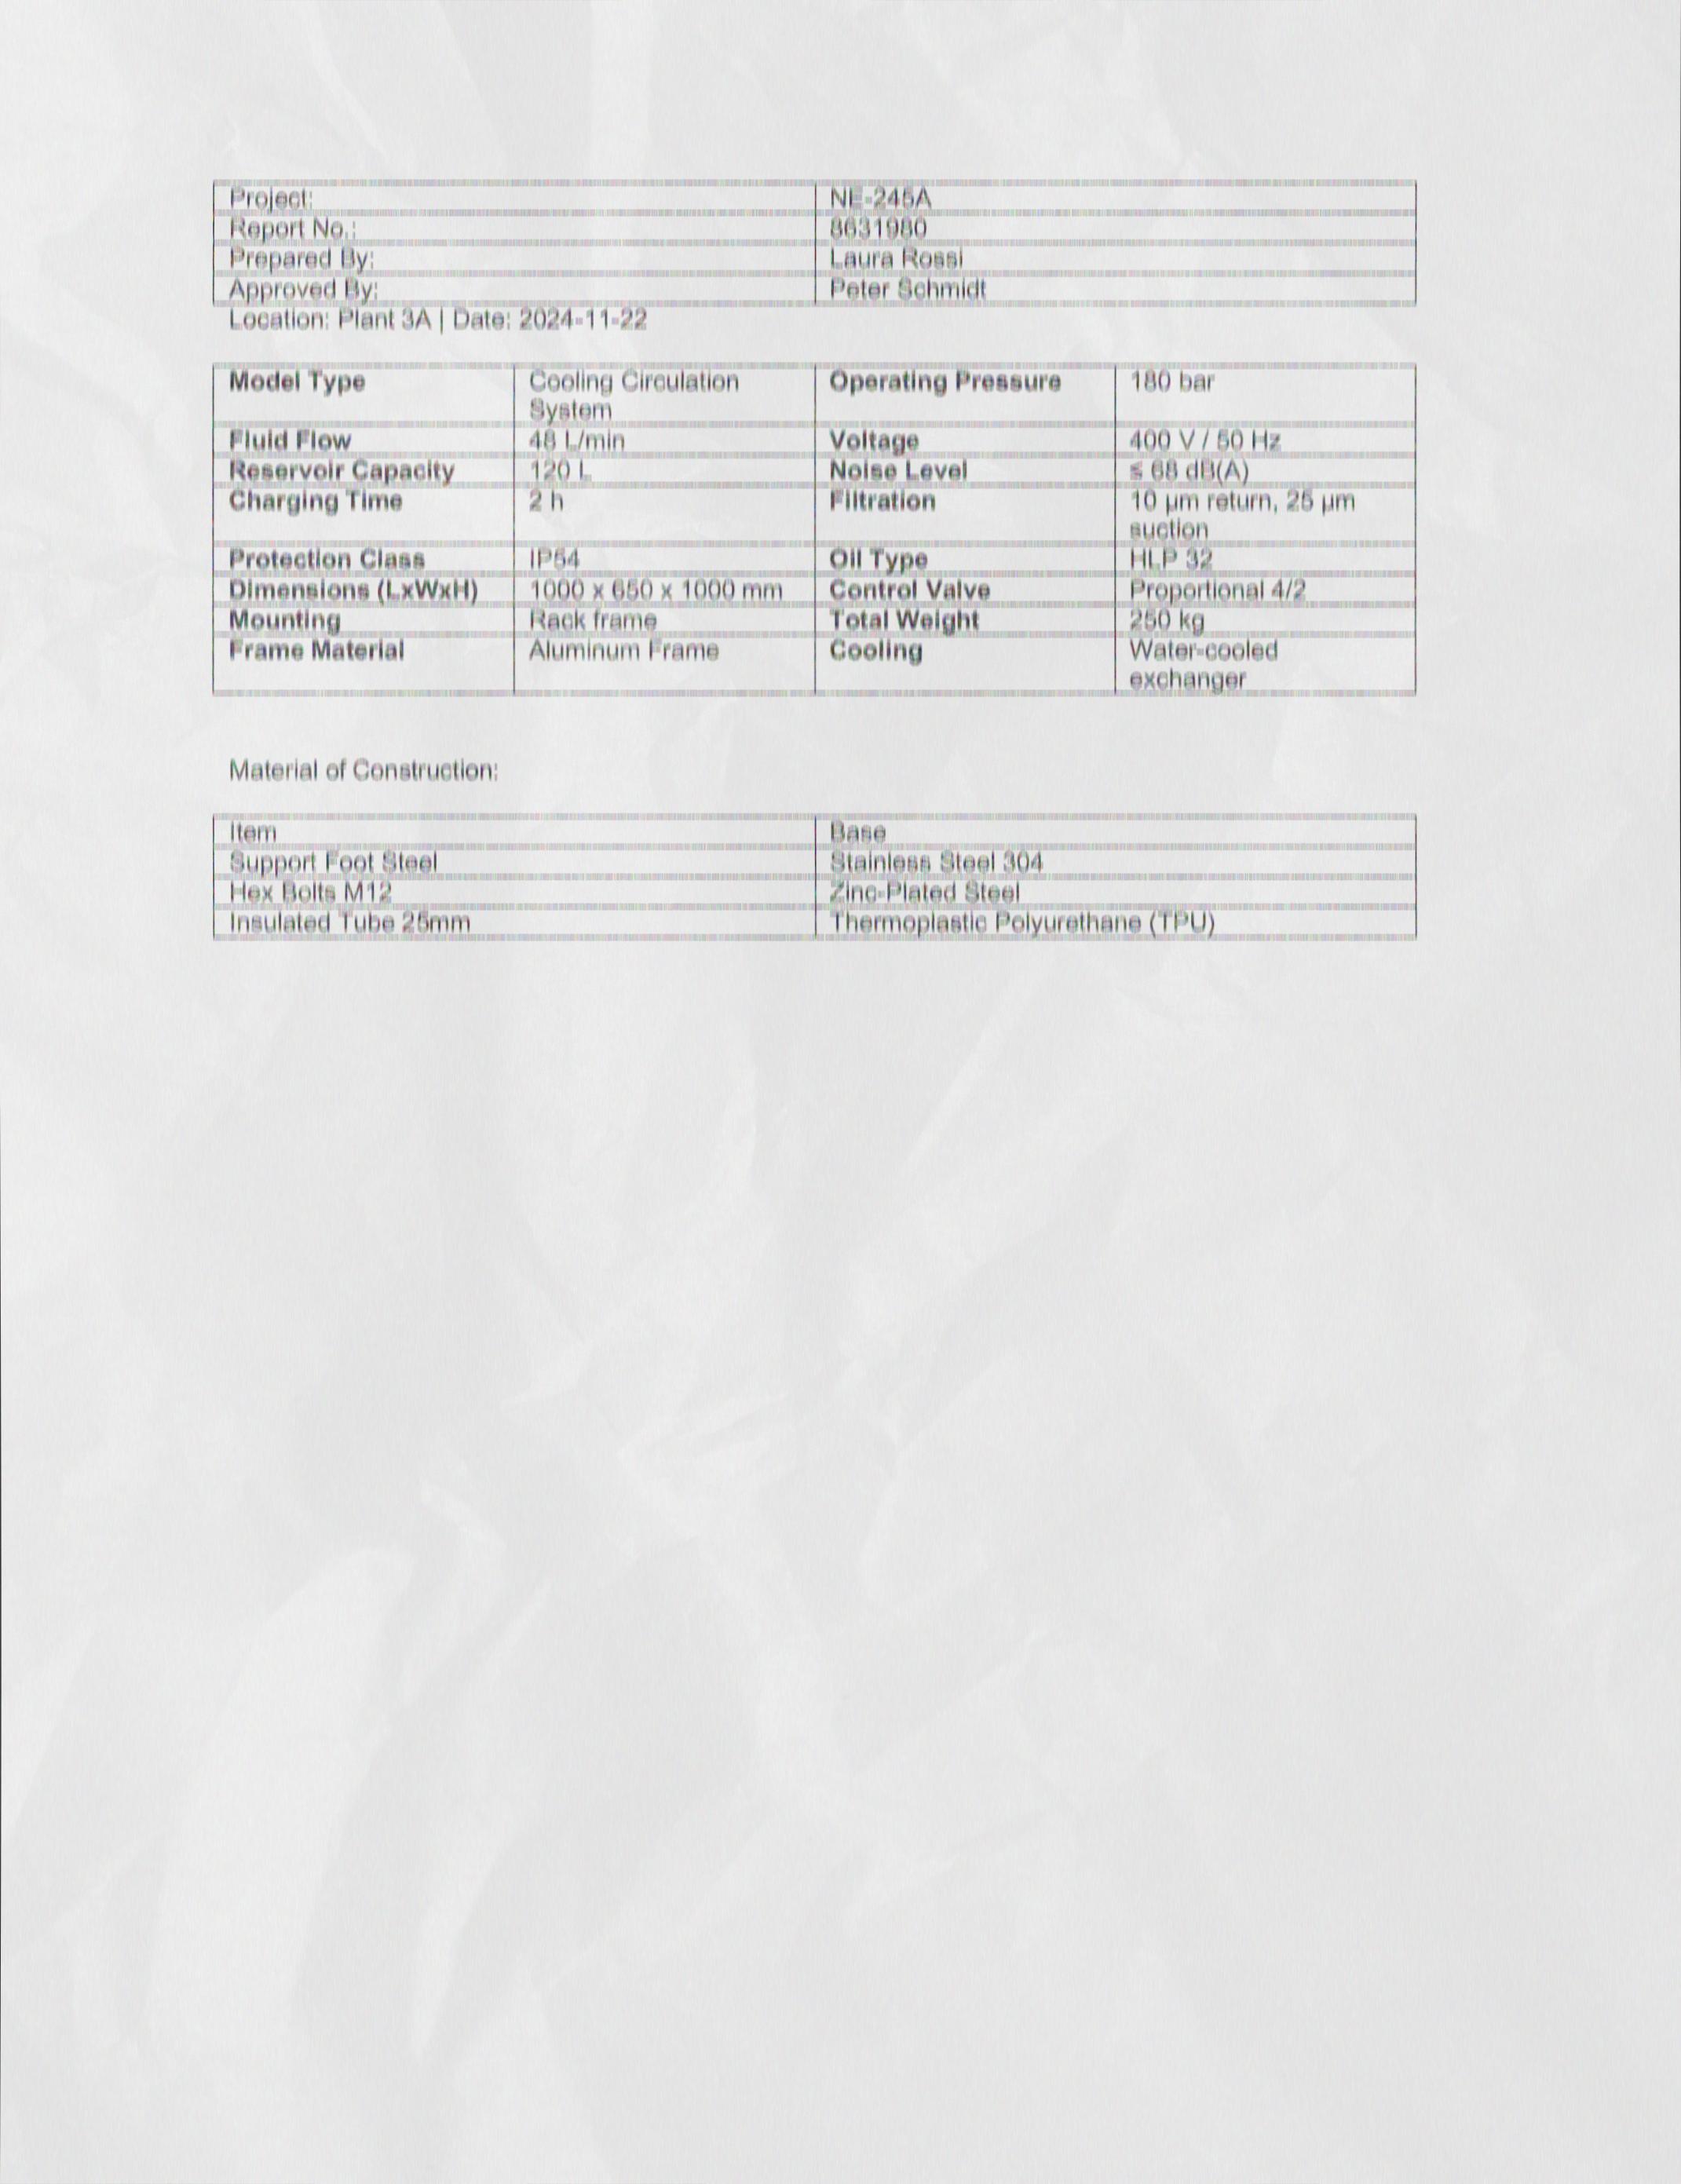 Project: NE-245A
Report No.: 8631980
Prepared By: Laura Rossi
Approved By: Peter Schmidt
Location: Plant 3A | Date: 2024-11-22
Model Type Cooling Circulation System Operating Pressure 180 bar
Fluid Flow 48 L/min Voltage 400 V / 50 Hz
Reservoir Capacity 120 L Noise Level ≤ 68 dB(A)
Charging Time 2 h Filtration 10 µm return, 25 µm suction
Protection Class IP54 Oil Type HLP 32
Dimensions (LxWxH) 1000 x 650 x 1000 mm Control Valve Proportional 4/2
Mounting Rack frame Total Weight 250 kg
Frame Material Aluminum Frame Cooling Water-cooled exchanger
Material of Construction:
Item Base
Support Foot Steel Stainless Steel 304
Hex Bolts M12 Zinc-Plated Steel
Insulated Tube 25mm Thermoplastic Polyurethane (TPU)